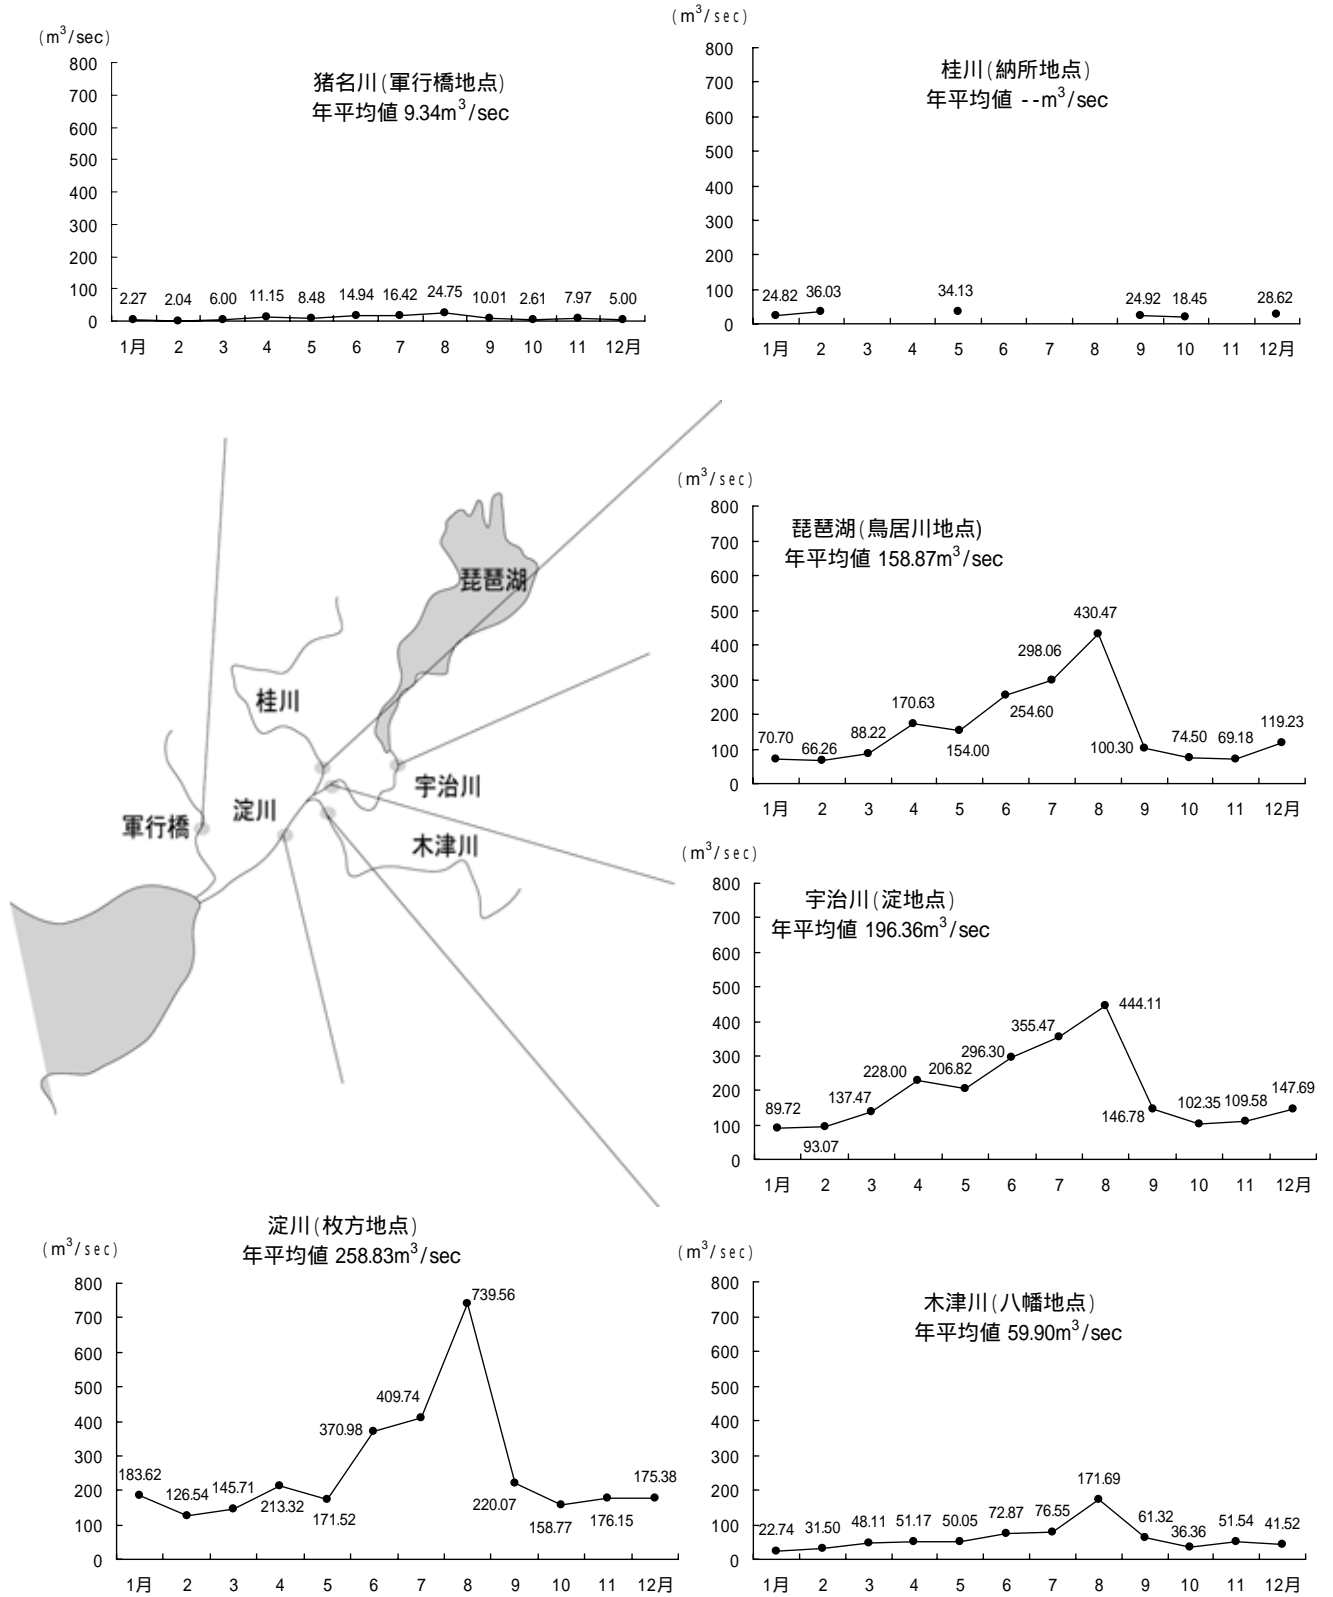 (m³/sec)
猪名川(軍行橋地点)
年平均値 9.34m³/sec
800
700
600
500
400
300
200
100
0
2.27 2.04 6.00 11.15 8.48 14.94 16.42 24.75 10.01 2.61 7.97 5.00
1月 2 3 4 5 6 7 8 9 10 11 12月
(m³/sec)
桂川(納所地点)
年平均値 --m³/sec
800
700
600
500
400
300
200
100
0
24.82 36.03 34.13 24.92 18.45 28.62
1月 2 3 4 5 6 7 8 9 10 11 12月
琵琶湖
桂川
宇治川
淀川
軍行橋
木津川
(m³/sec)
琵琶湖(鳥居川地点)
年平均値 158.87m³/sec
800
700
600
500
400
300
200
100
0
70.70 66.26 88.22 170.63 154.00 254.60 298.06 430.47 100.30 74.50 69.18 119.23
1月 2 3 4 5 6 7 8 9 10 11 12月
(m³/sec)
宇治川(淀地点)
年平均値 196.36m³/sec
800
700
600
500
400
300
200
100
0
89.72 93.07 137.47 228.00 206.82 296.30 355.47 444.11 146.78 102.35 109.58 147.69
1月 2 3 4 5 6 7 8 9 10 11 12月
淀川(枚方地点)
年平均値 258.83m³/sec
(m³/sec)
800
700
600
500
400
300
200
100
0
183.62 126.54 145.71 213.32 171.52 370.98 409.74 739.56 220.07 158.77 176.15 175.38
1月 2 3 4 5 6 7 8 9 10 11 12月
(m³/sec)
木津川(八幡地点)
年平均値 59.90m³/sec
800
700
600
500
400
300
200
100
0
22.74 31.50 48.11 51.17 50.05 72.87 76.55 171.69 61.32 36.36 51.54 41.52
1月 2 3 4 5 6 7 8 9 10 11 12月